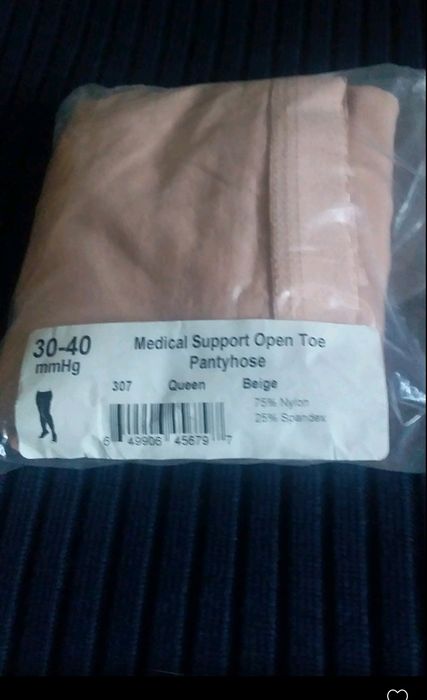 30-40
mmHg
Medical Support Open Toe
Pantyhose
307 Queen Beige
75% Nylon
25% Spandex
6 49906 45679 7